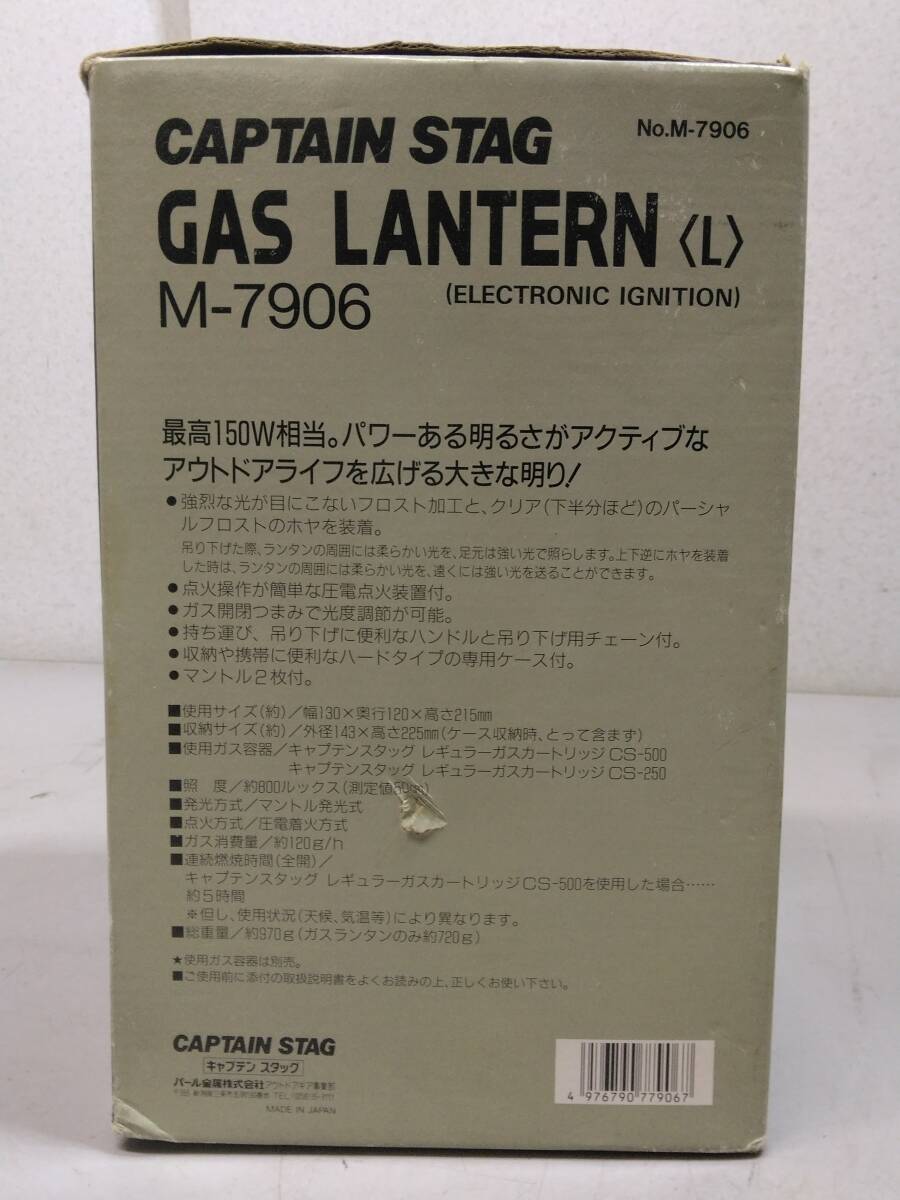 CAPTAIN STAG
No.M-7906
GAS LANTERN〈L〉
M-7906
(ELECTRONIC IGNITION)
最高150W相当。パワーある明るさがアクティブな
アウトドアライフを広げる大きな明り!
●強烈な光が目にこないフロスト加工と、クリア(下半分ほど)のパーシャ
ルフロストのホヤを装着。
吊り下げた際、ランタンの周囲には柔らかい光を、足元は強い光で照らします。上下逆にホヤを装着
した時は、ランタンの周囲には柔らかい光を、遠くには強い光を送ることができます。
●点火操作が簡単な圧電点火装置付。
●ガス開閉つまみで光度調節が可能。
●持ち運び、吊り下げに便利なハンドルと吊り下げ用チェーン付。
●収納や携帯に便利なハードタイプの専用ケース付。
●マントル2枚付。
■使用サイズ(約)/幅130×奥行120×高さ215mm
■収納サイズ(約)/外径143×高さ225mm(ケース収納時、とって含まず)
■使用ガス容器/キャプテンスタッグ レギュラーガスカートリッジCS-500
キャプテンスタッグ レギュラーガスカートリッジCS-250
■照 度/約800ルックス(測定値50cm)
■発光方式/マントル発光式
■点火方式/圧電着火方式
■ガス消費量/約120g/h
■連続燃焼時間(全開)/
キャプテンスタッグ レギュラーガスカートリッジCS-500を使用した場合……
約5時間
※但し、使用状況(天候、気温等)により異なります。
■総重量/約970g(ガスランタンのみ約720g)
★使用ガス容器は別売。
■ご使用前に添付の取扱説明書をよくお読みの上、正しくお使い下さい。
CAPTAIN STAG
キャプテン スタッグ
パール金属株式会社アウトドアギア事業部
MADE IN JAPAN
4 976790 779067